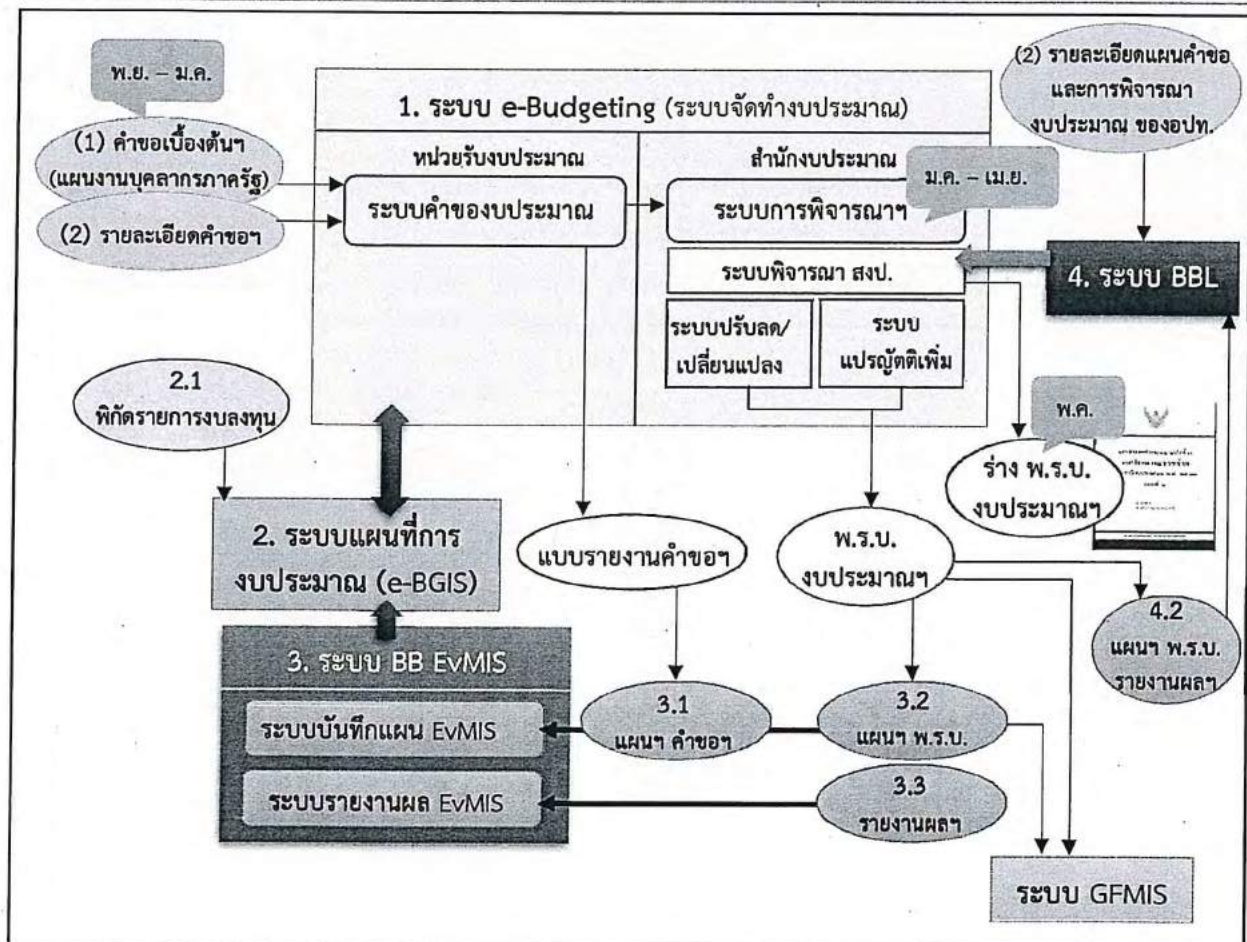 พ.ย. – ม.ค.
(1) คำขอเบื้องต้นฯ
(แผนงานบุคลากรภาครัฐ)
(2) รายละเอียดคำขอฯ
1. ระบบ e-Budgeting (ระบบจัดทำงบประมาณ)
หน่วยรับงบประมาณ
ระบบคำของบประมาณ
สำนักงบประมาณ
ม.ค. – เม.ย.
ระบบการพิจารณาฯ
ระบบพิจารณา สงป.
ระบบปรับลด/
เปลี่ยนแปลง
ระบบ
แปรญัตติเพิ่ม
(2) รายละเอียดแผนคำขอ
และการพิจารณา
งบประมาณ ของอปท.
4. ระบบ BBL
2.1
พิกัดรายการงบลงทุน
พ.ค.
ร่าง พ.ร.บ.
งบประมาณฯ
2. ระบบแผนที่การ
งบประมาณ (e-BGIS)
แบบรายงานคำขอฯ
พ.ร.บ.
งบประมาณฯ
4.2
แผนฯ พ.ร.บ.
รายงานผลฯ
3. ระบบ BB EvMIS
ระบบบันทึกแผน EvMIS
ระบบรายงานผล EvMIS
3.1
แผนฯ คำขอฯ
3.2
แผนฯ พ.ร.บ.
3.3
รายงานผลฯ
ระบบ GFMIS